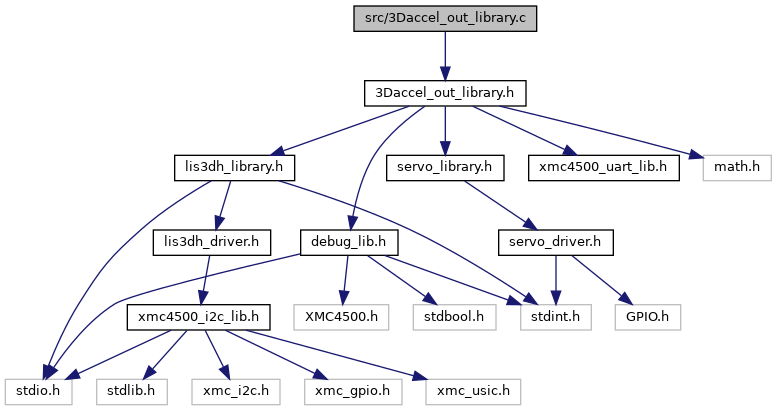 src/3Daccel_out_library.c
3Daccel_out_library.h
lis3dh_library.h
servo_library.h
xmc4500_uart_lib.h
math.h
lis3dh_driver.h
debug_lib.h
servo_driver.h
xmc4500_i2c_lib.h
XMC4500.h
stdbool.h
stdint.h
GPIO.h
stdio.h
stdlib.h
xmc_i2c.h
xmc_gpio.h
xmc_usic.h